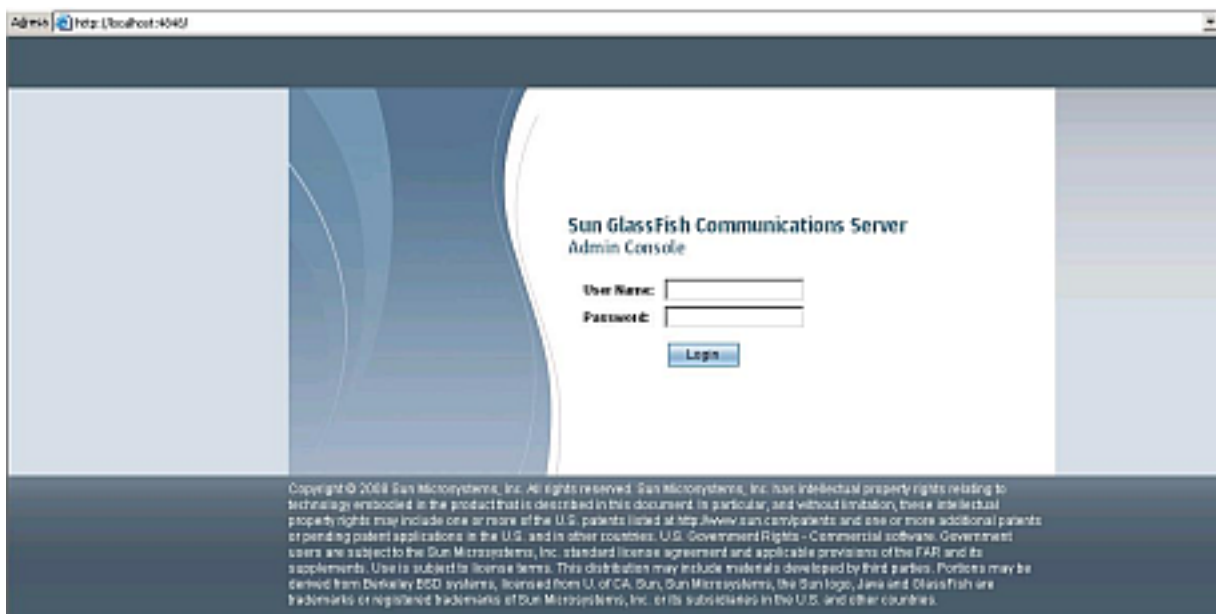 Address http://localhost:4848/
Sun GlassFish Communications Server
Admin Console
User Name:
Password:
Login
Copyright © 2008 Sun Microsystems, Inc. All rights reserved. Sun Microsystems, Inc. has intellectual property rights relating to
technology embodied in the product that is described in this document. In particular, and without limitation, these intellectual
property rights may include one or more of the U.S. patents listed at http://www.sun.com/patents and one or more additional patents
or pending patent applications in the U.S. and in other countries. U.S. Government Rights - Commercial software. Government
users are subject to the Sun Microsystems, Inc. standard license agreement and applicable provisions of the FAR and its
supplements. Use is subject to license terms. This distribution may include materials developed by third parties. Portions may be
derived from Berkeley BSD systems, licensed from U. of CA. Sun, Sun Microsystems, the Sun logo, Java and GlassFish are
trademarks or registered trademarks of Sun Microsystems, Inc. or its subsidiaries in the U.S. and other countries.